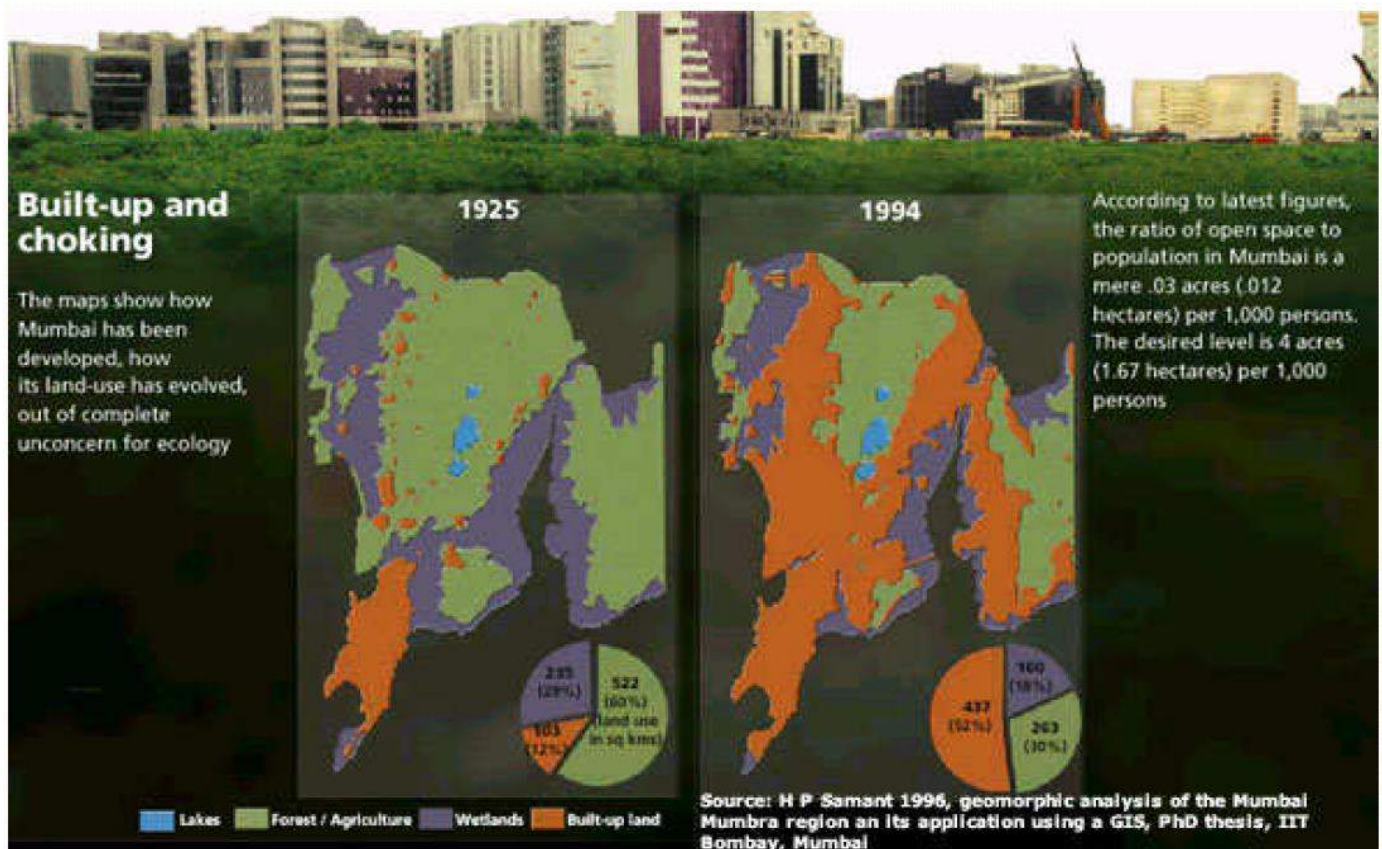 Built-up and
choking
The maps show how
Mumbai has been
developed, how
its land-use has evolved,
out of complete
unconcern for ecology
1925
1994
According to latest figures,
the ratio of open space to
population in Mumbai is a
mere .03 acres (.012
hectares) per 1,000 persons.
The desired level is 4 acres
(1.67 hectares) per 1,000
persons
235
(28%)
522
(60%)
(land use
in sq kms)
103
(12%)
160
(18%)
437
(52%)
263
(30%)
Lakes
Forest / Agriculture
Wetlands
Built-up land
Source: H P Samant 1996, geomorphic analysis of the Mumbai
Mumbra region an its application using a GIS, PhD thesis, IIT
Bombay, Mumbai